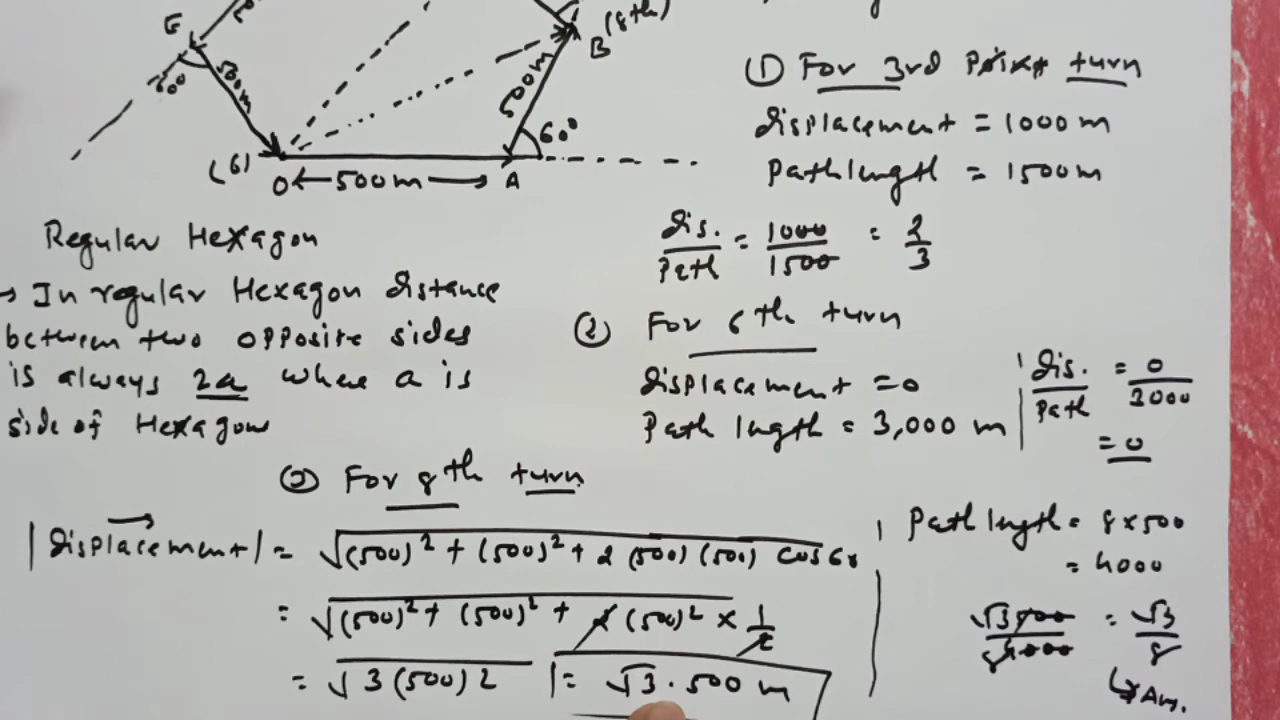 E
500m
60°
(6)
O ← 500m → A
500m
60°
B (8th)
Regular Hexagon
→ In regular Hexagon distance
between two opposite sides
is always 2a where a is
side of Hexagon
① For 3rd turn
displacement = 1000 m
Path length = 1500 m
dis./Path = 1000/1500 = 2/3
② For 6th turn
displacement = 0
Path length = 3,000 m
dis./Path = 0/3000
= 0
③ For 8th turn
|displacement| = √(500)² + (500)² + 2 (500) (500) cos 60
= √(500)² + (500)² + 2 (500)² × 1/2
= √3(500)2 = √3 . 500 m
Path length = 8 × 500
= 4000
√3 500/4000 = √3/8
↳ Ans.